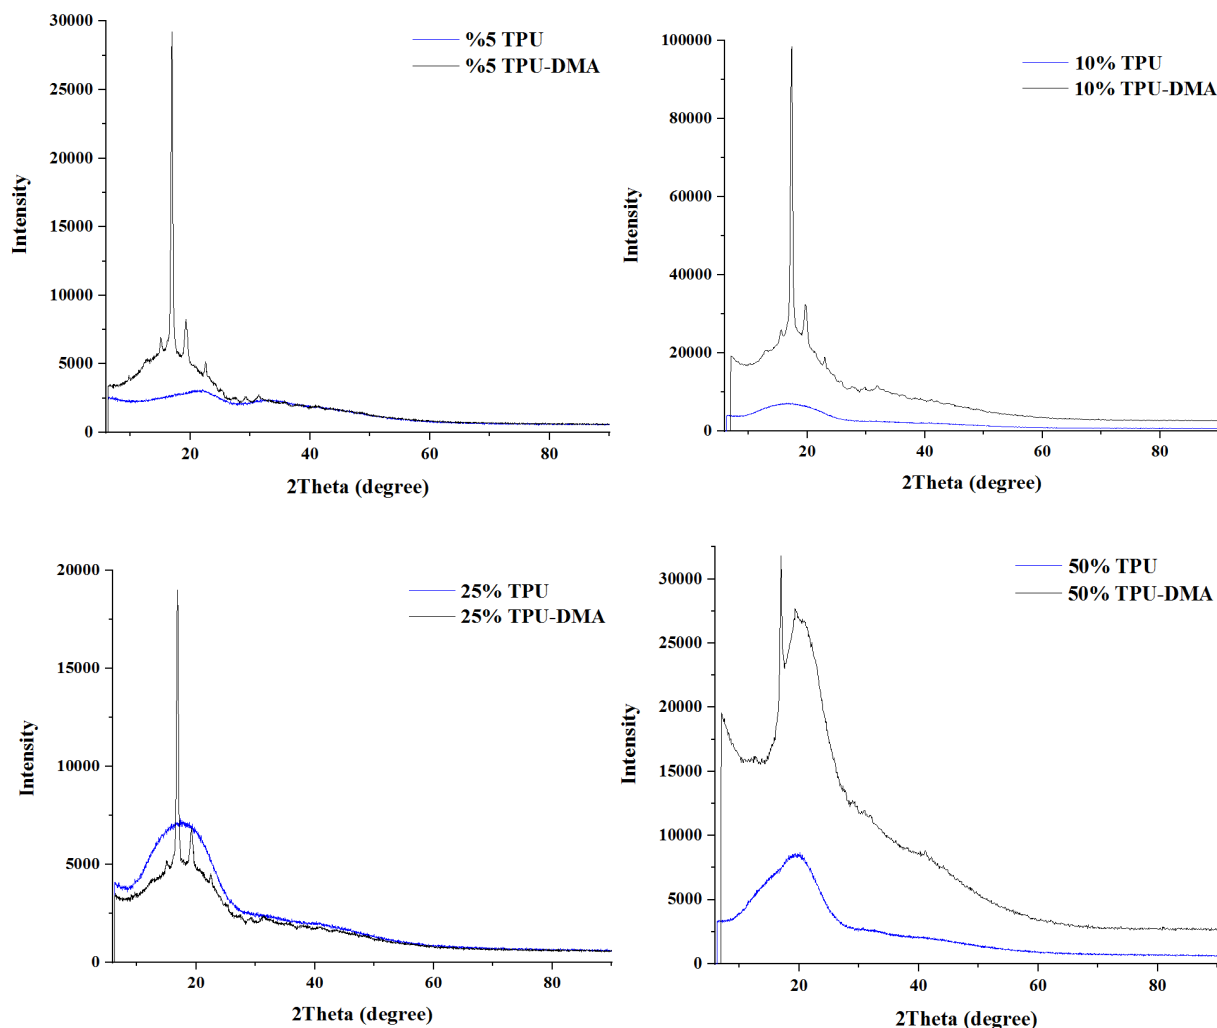 30000
25000
20000
15000
10000
5000
0
Intensity
20
40
60
80
2Theta (degree)
%5 TPU
%5 TPU-DMA
100000
80000
60000
40000
20000
0
Intensity
20
40
60
80
2Theta (degree)
10% TPU
10% TPU-DMA
20000
15000
10000
5000
0
Intensity
20
40
60
80
2Theta (degree)
25% TPU
25% TPU-DMA
30000
25000
20000
15000
10000
5000
0
Intensity
20
40
60
80
2Theta (degree)
50% TPU
50% TPU-DMA